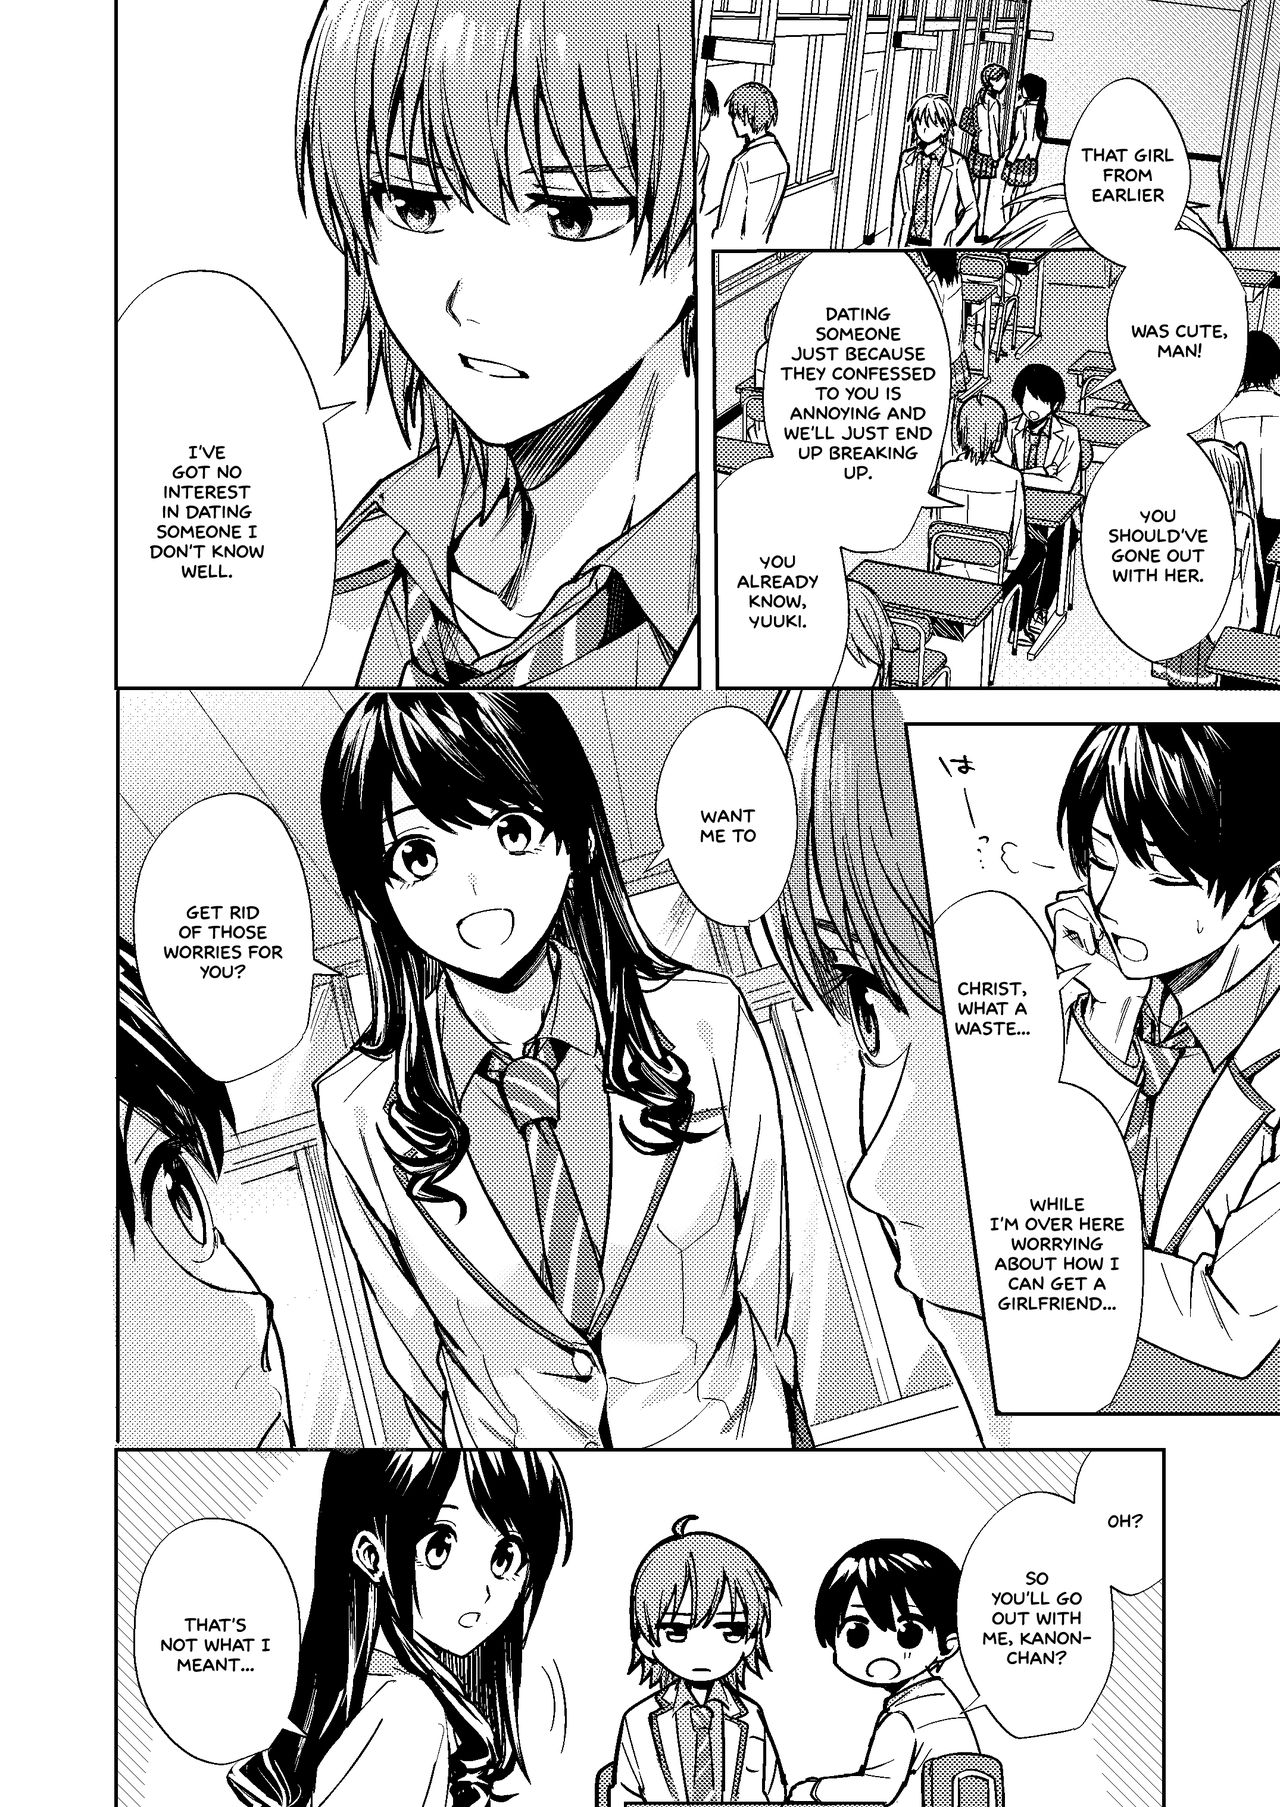 THAT GIRL
FROM
EARLIER
WAS CUTE,
MAN!
YOU
SHOULD'VE
GONE OUT
WITH HER.
DATING
SOMEONE
JUST BECAUSE
THEY CONFESSED
TO YOU IS
ANNOYING AND
WE'LL JUST END
UP BREAKING
UP.
YOU
ALREADY
KNOW,
YUUKI.
I'VE
GOT NO
INTEREST
IN DATING
SOMEONE I
DON'T KNOW
WELL.
はー…
CHRIST,
WHAT A
WASTE...
WHILE
I'M OVER HERE
WORRYING
ABOUT HOW I
CAN GET A
GIRLFRIEND...
WANT
ME TO
GET RID
OF THOSE
WORRIES FOR
YOU?
OH?
SO
YOU'LL GO
OUT WITH
ME, KANON-
CHAN?
THAT'S
NOT WHAT I
MEANT...